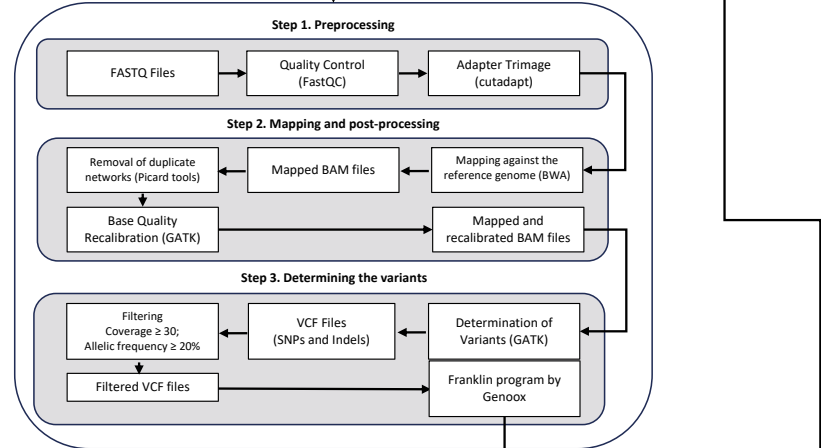 Step 1. Preprocessing
FASTQ Files
Quality Control
(FastQC)
Adapter Trimage
(cutadapt)
Step 2. Mapping and post-processing
Removal of duplicate
networks (Picard tools)
Mapped BAM files
Mapping against the
reference genome (BWA)
Base Quality
Recalibration (GATK)
Mapped and
recalibrated BAM files
Step 3. Determining the variants
Filtering
Coverage ≥ 30;
Allelic frequency ≥ 20%
VCF Files
(SNPs and Indels)
Determination of
Variants (GATK)
Filtered VCF files
Franklin program by
Genoox